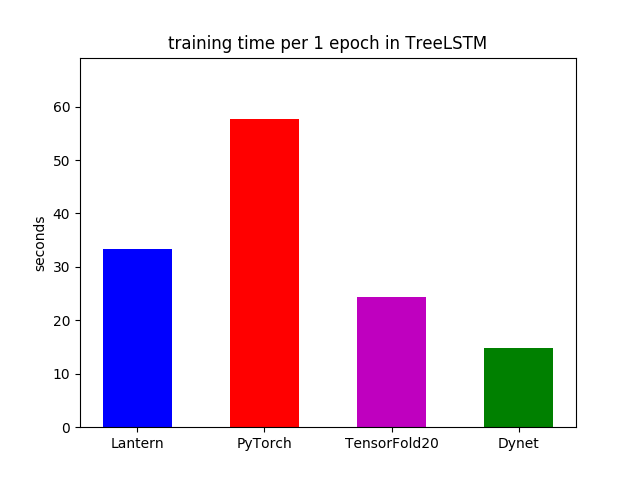 training time per 1 epoch in TreeLSTM
60
50
40
30
20
10
0
seconds
Lantern PyTorch TensorFold20 Dynet